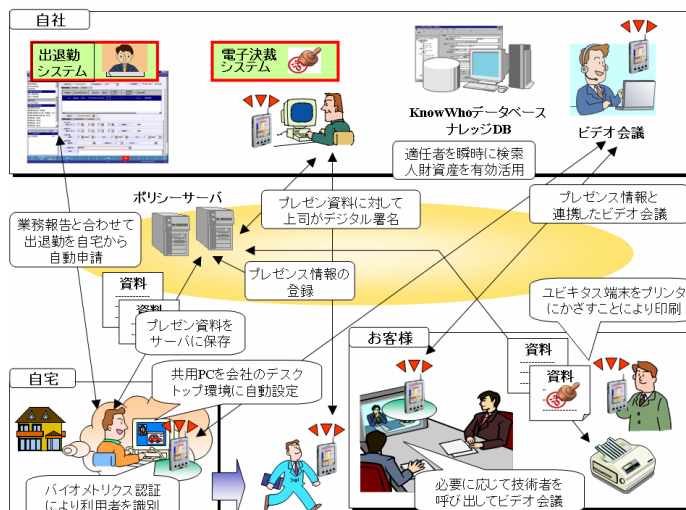 自社
出退勤
システム
電子決裁
システム
KnowWhoデータベース
ナレッジDB
ビデオ会議
適任者を瞬時に検索
人財資産を有効活用
ポリシーサーバ
プレゼン資料に対して
上司がデジタル署名
プレゼンス情報と
連携したビデオ会議
業務報告と合わせて
出退勤を自宅から
自動申請
プレゼンス情報の
登録
資料
資料
プレゼン資料を
サーバに保存
ユビキタス端末をプリンタ
にかざすことにより印刷
お客様
資料
資料
自宅
共用PCを会社のデスク
トップ環境に自動設定
バイオメトリクス認証
により利用者を識別
必要に応じて技術者を
呼び出してビデオ会議